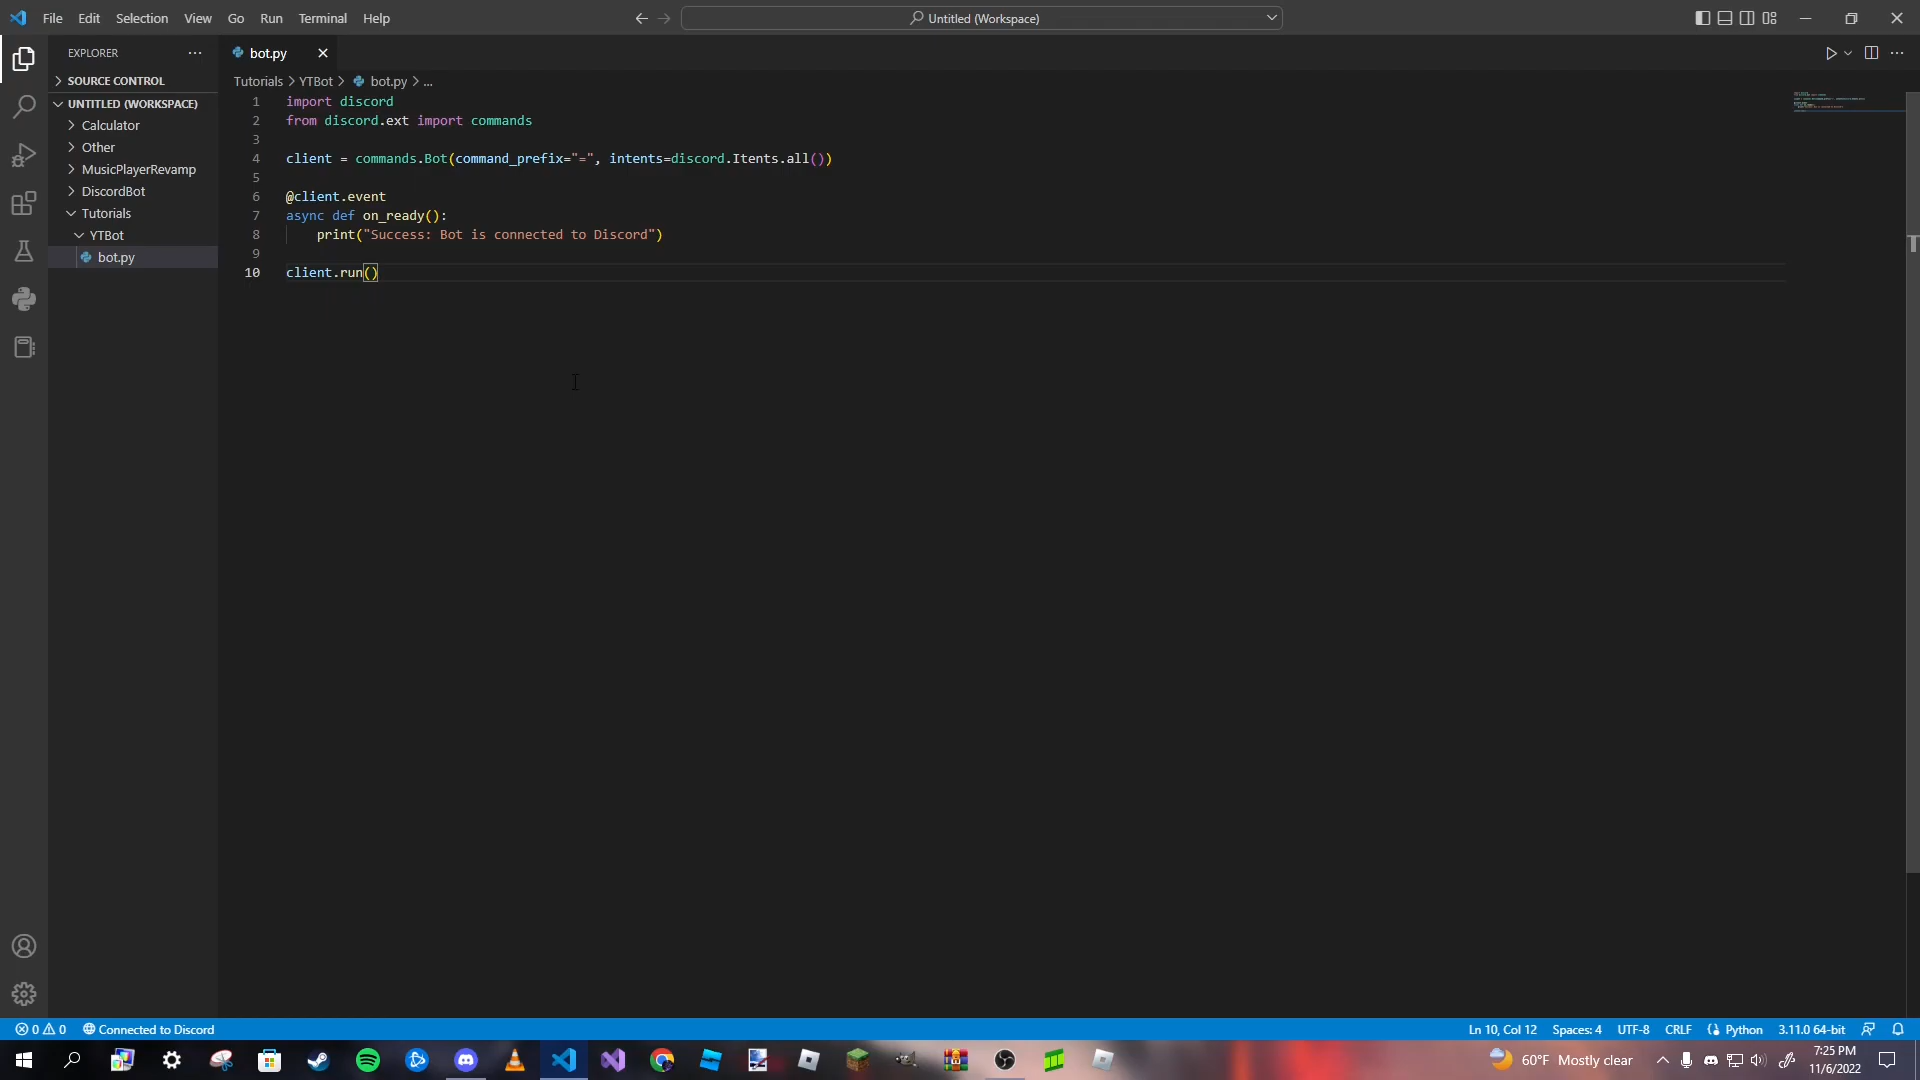 File Edit Selection View Go Run Terminal Help
Untitled (Workspace)
EXPLORER
SOURCE CONTROL
UNTITLED (WORKSPACE)
Calculator
Other
MusicPlayerRevamp
DiscordBot
Tutorials
YTBot
bot.py
bot.py
Tutorials > YTBot > bot.py > ...
1 import discord
2 from discord.ext import commands
3
4 client = commands.Bot(command_prefix="=", intents=discord.Itents.all())
5
6 @client.event
7 async def on_ready():
8 print("Success: Bot is connected to Discord")
9
10 client.run()
0 0 Connected to Discord
Ln 10, Col 12 Spaces: 4 UTF-8 CRLF Python 3.11.0 64-bit
60°F Mostly clear
7:25 PM
11/6/2022